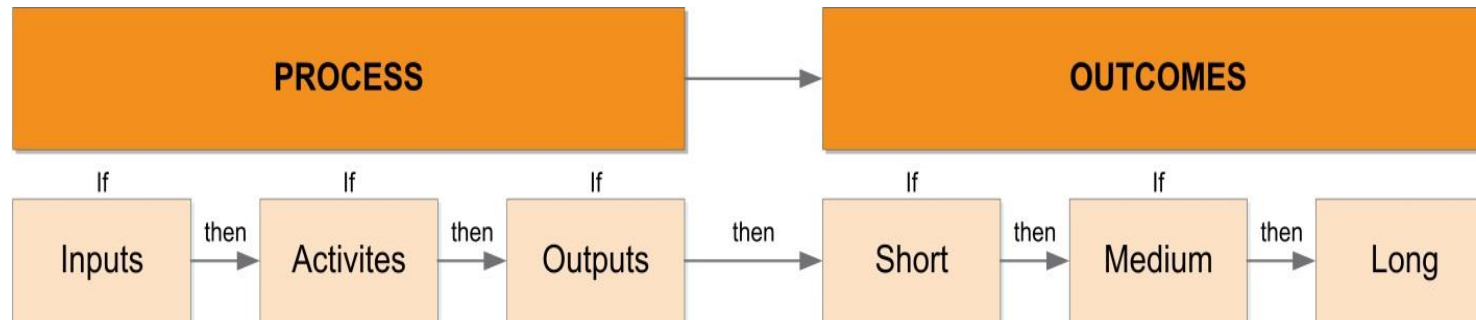 PROCESS
OUTCOMES
If
If
If
If
If
Inputs
then
Activites
then
Outputs
then
Short
then
Medium
then
Long